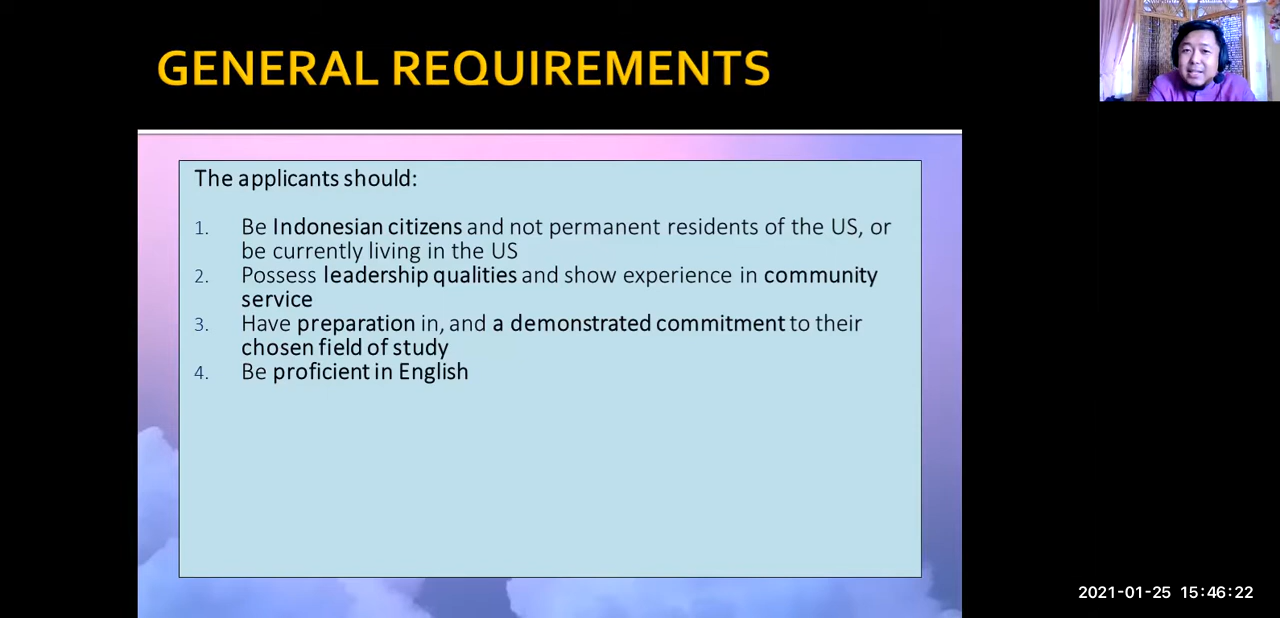 GENERAL REQUIREMENTS
The applicants should:
1. Be Indonesian citizens and not permanent residents of the US, or
be currently living in the US
2. Possess leadership qualities and show experience in community
service
3. Have preparation in, and a demonstrated commitment to their
chosen field of study
4. Be proficient in English
2021-01-25 15:46:22